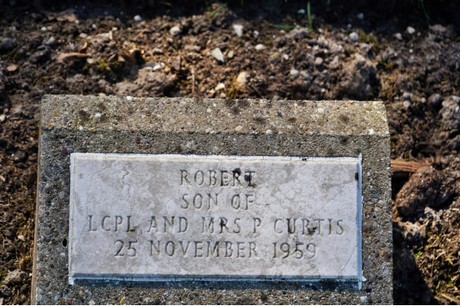 ROBERT
SON OF
LCPL AND MRS P CURTIS
25 NOVEMBER 1959